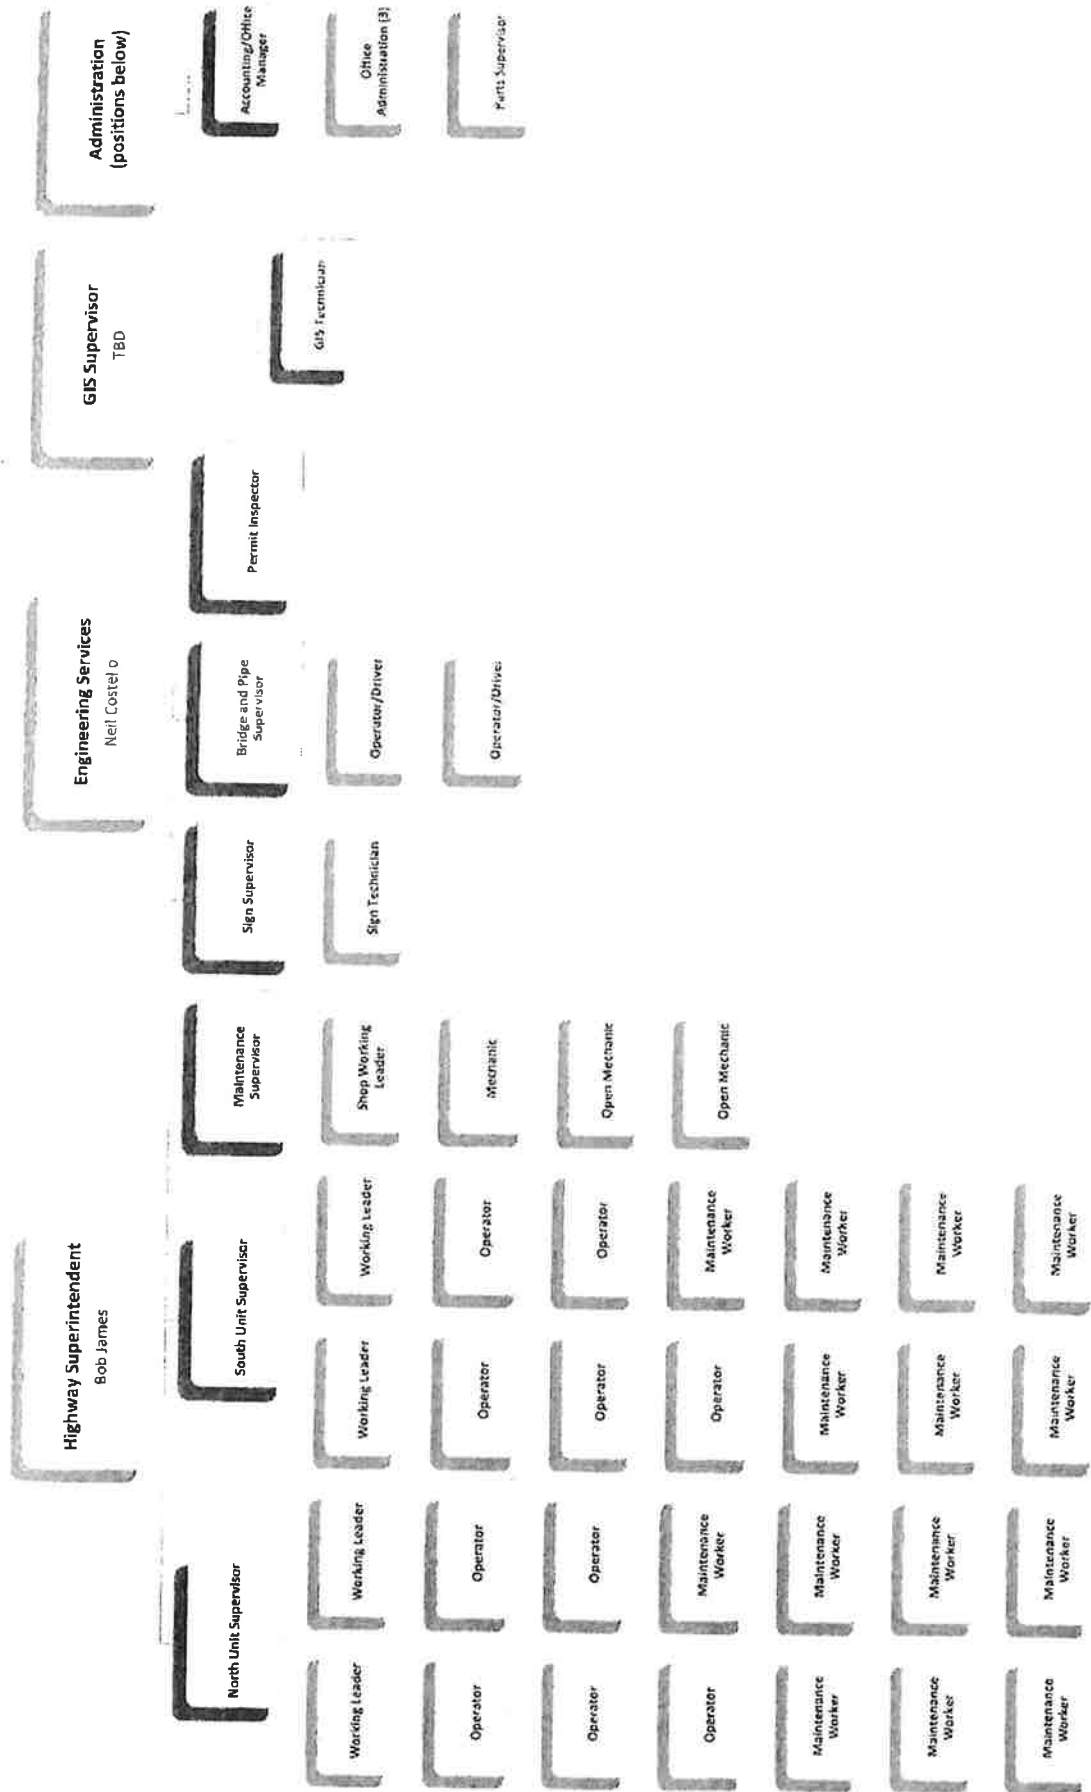 Highway Superintendent
Bob James
Engineering Services
Neil Costel o
GIS Supervisor
TBD
Administration
(positions below)
North Unit Supervisor
South Unit Supervisor
Maintenance
Supervisor
Sign Supervisor
Bridge and Pipe
Supervisor
Permit Inspector
GIS Technician
Accounting/Office
Manager
Working Leader
Working Leader
Working Leader
Working Leader
Shop Working
Leader
Sign Technician
Operator/Driver
Office
Administration (3)
Operator
Operator
Operator
Operator
Mechanic
Operator/Driver
Parts Supervisor
Operator
Operator
Operator
Operator
Open Mechanic
Operator
Maintenance
Worker
Operator
Maintenance
Worker
Open Mechanic
Maintenance
Worker
Maintenance
Worker
Maintenance
Worker
Maintenance
Worker
Maintenance
Worker
Maintenance
Worker
Maintenance
Worker
Maintenance
Worker
Maintenance
Worker
Maintenance
Worker
Maintenance
Worker
Maintenance
Worker